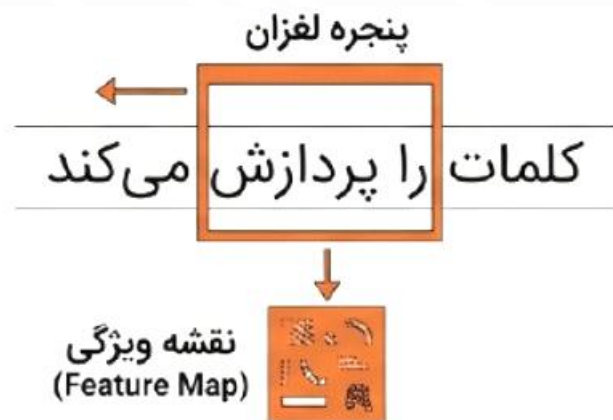 پنجره لغزان
کلمات را پردازش می‌کند
نقشه ویژگی
(Feature Map)